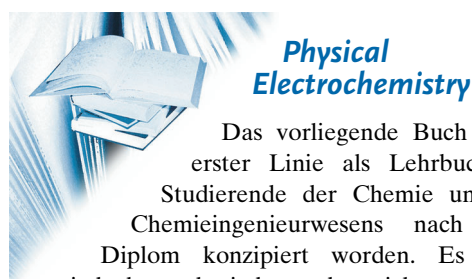 Physical
Electrochemistry
Das vorliegende Buch
erster Linie als Lehrbuc
Studierende der Chemie un
Chemieingenieurwesens nach
Diplom konzipiert worden. Es